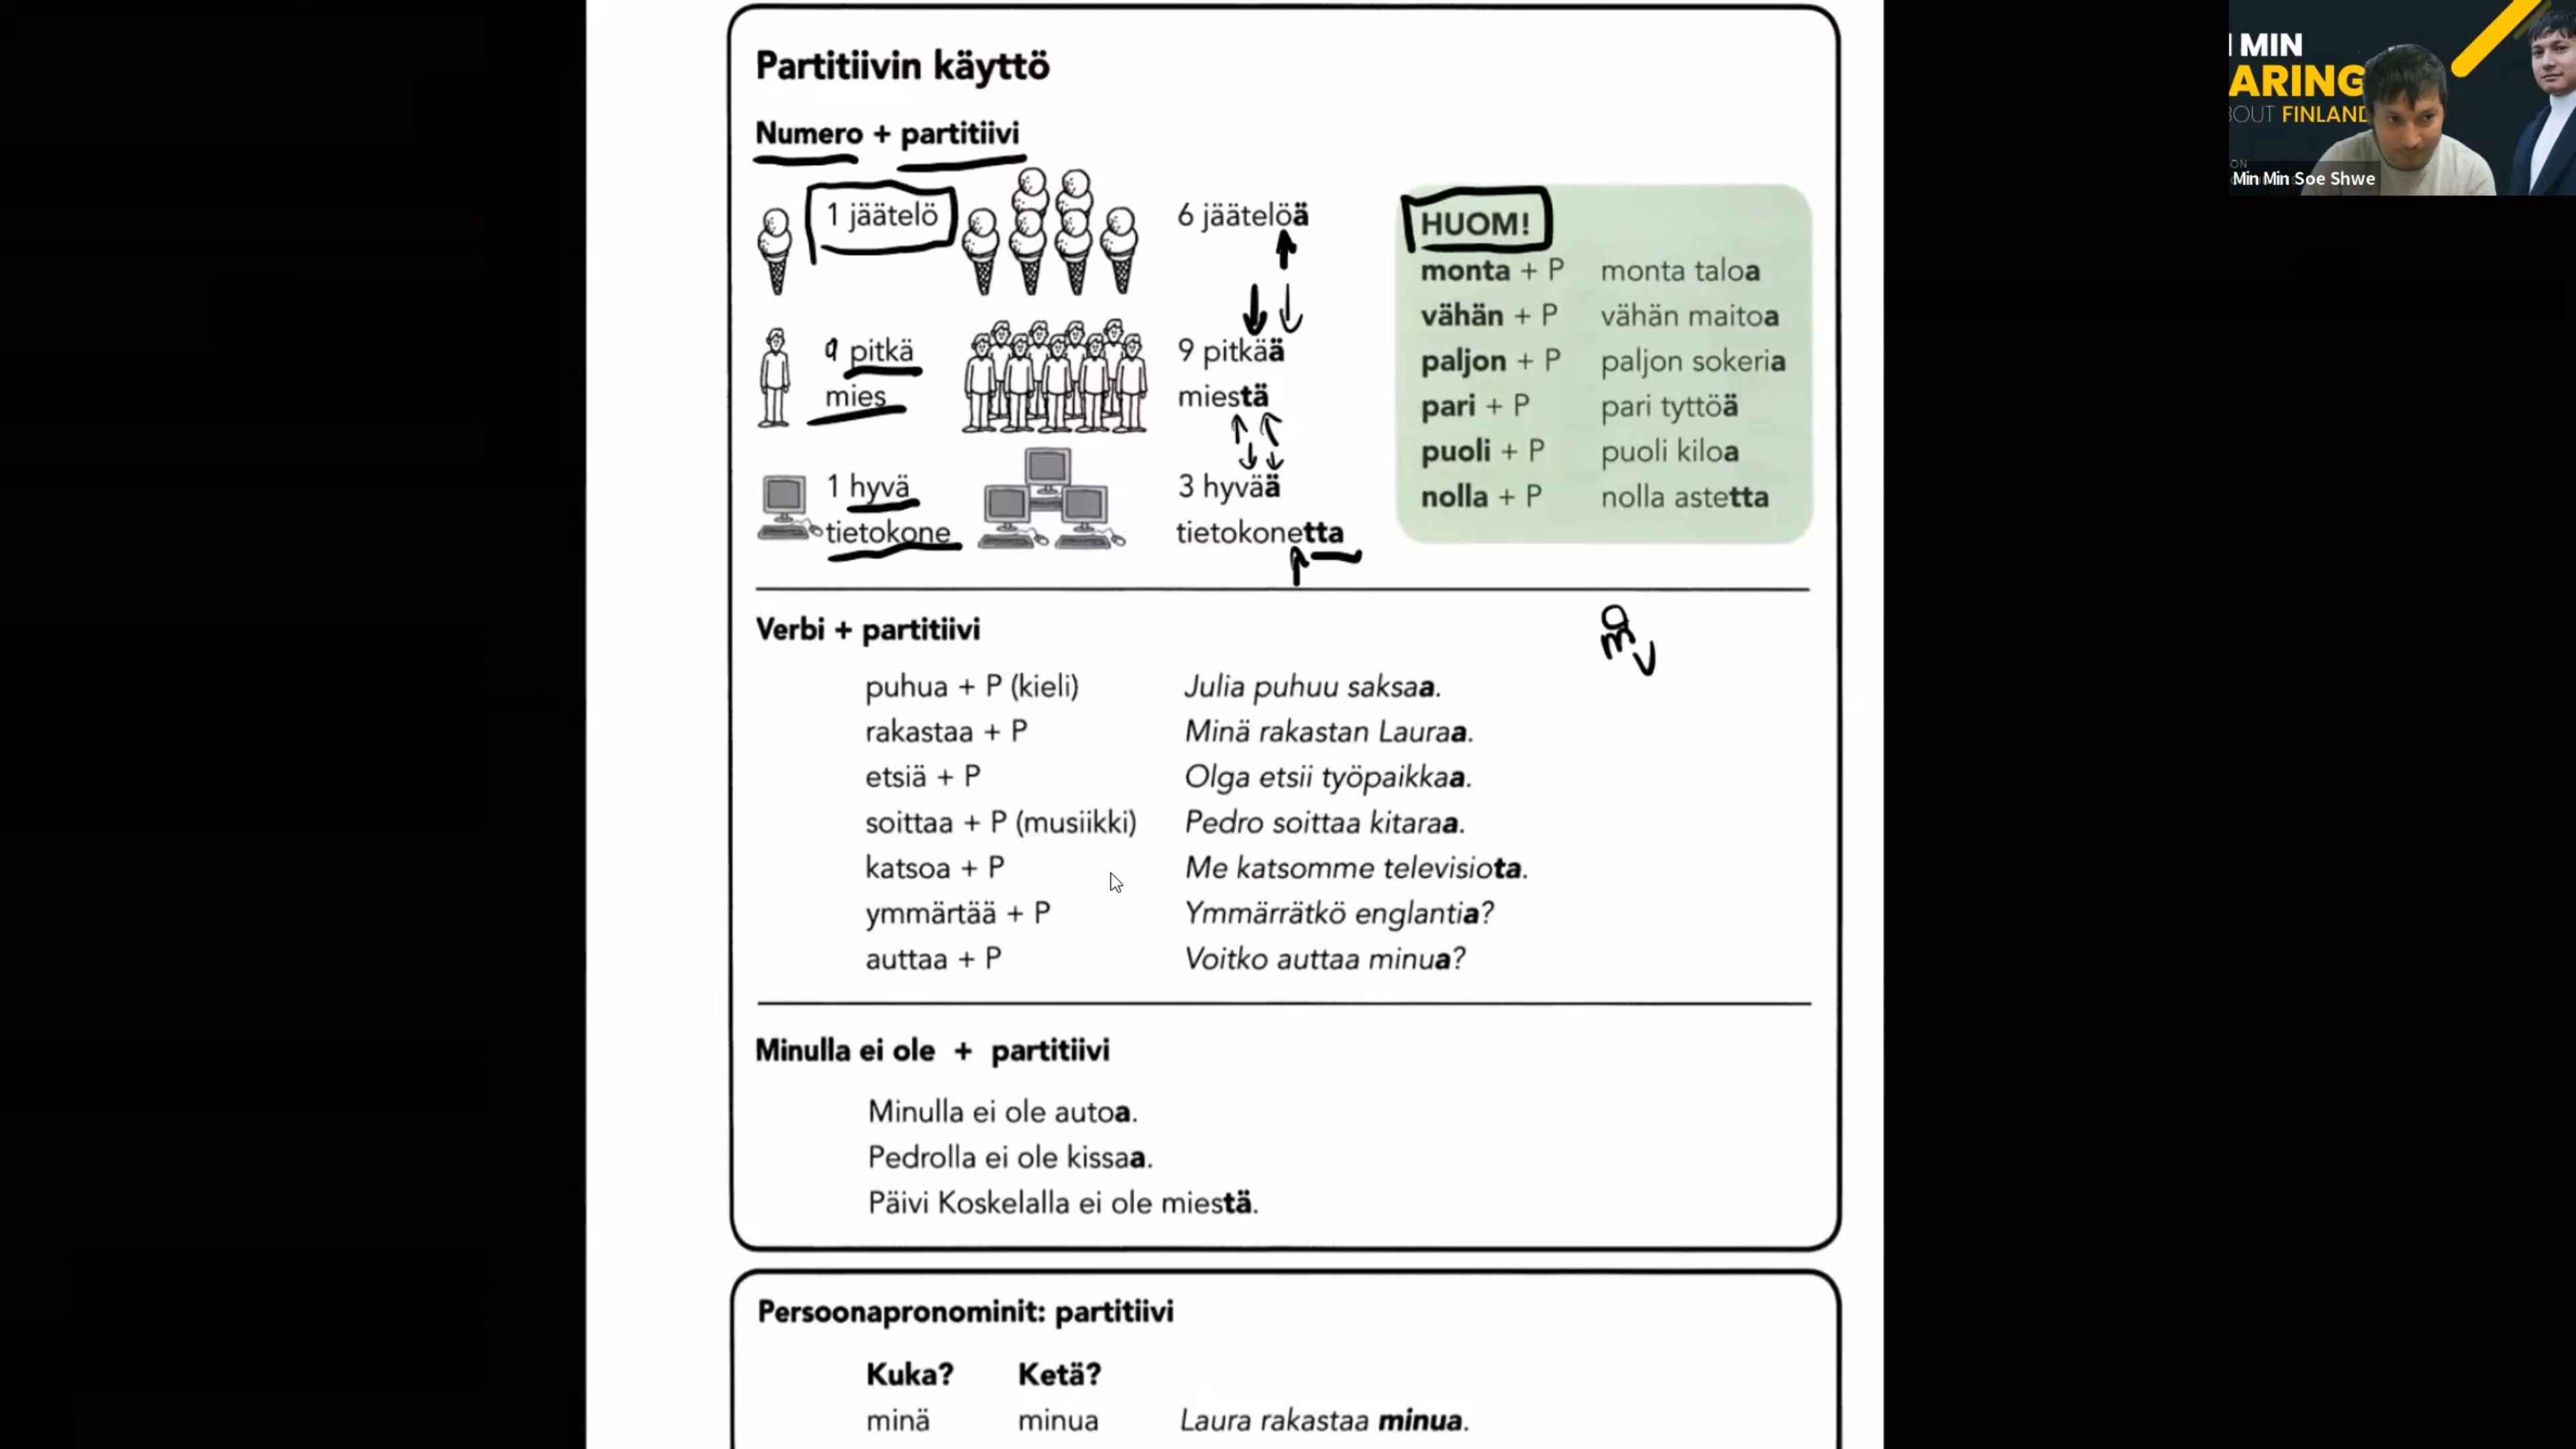 Partitiivin käyttö
Numero + partitiivi
1 jäätelö
6 jäätelöä
pitkä
mies
9 pitkää
miestä
1 hyvä
tietokone
3 hyvää
tietokonetta
HUOM!
monta + P monta taloa
vähän + P vähän maitoa
paljon + P paljon sokeria
pari + P pari tyttöä
puoli + P puoli kiloa
nolla + P nolla astetta
Verbi + partitiivi
puhua + P (kieli) Julia puhuu saksaa.
rakastaa + P Minä rakastan Lauraa.
etsiä + P Olga etsii työpaikkaa.
soittaa + P (musiikki) Pedro soittaa kitaraa.
katsoa + P Me katsomme televisiota.
ymmärtää + P Ymmärrätkö englantia?
auttaa + P Voitko auttaa minua?
Minulla ei ole + partitiivi
Minulla ei ole autoa.
Pedrolla ei ole kissaa.
Päivi Koskelalla ei ole miestä.
Persoonapronominit: partitiivi
Kuka? Ketä?
minä minua Laura rakastaa minua.
MIN
ARING
BOUT FINLAND
ON
Min Min Soe Shwe